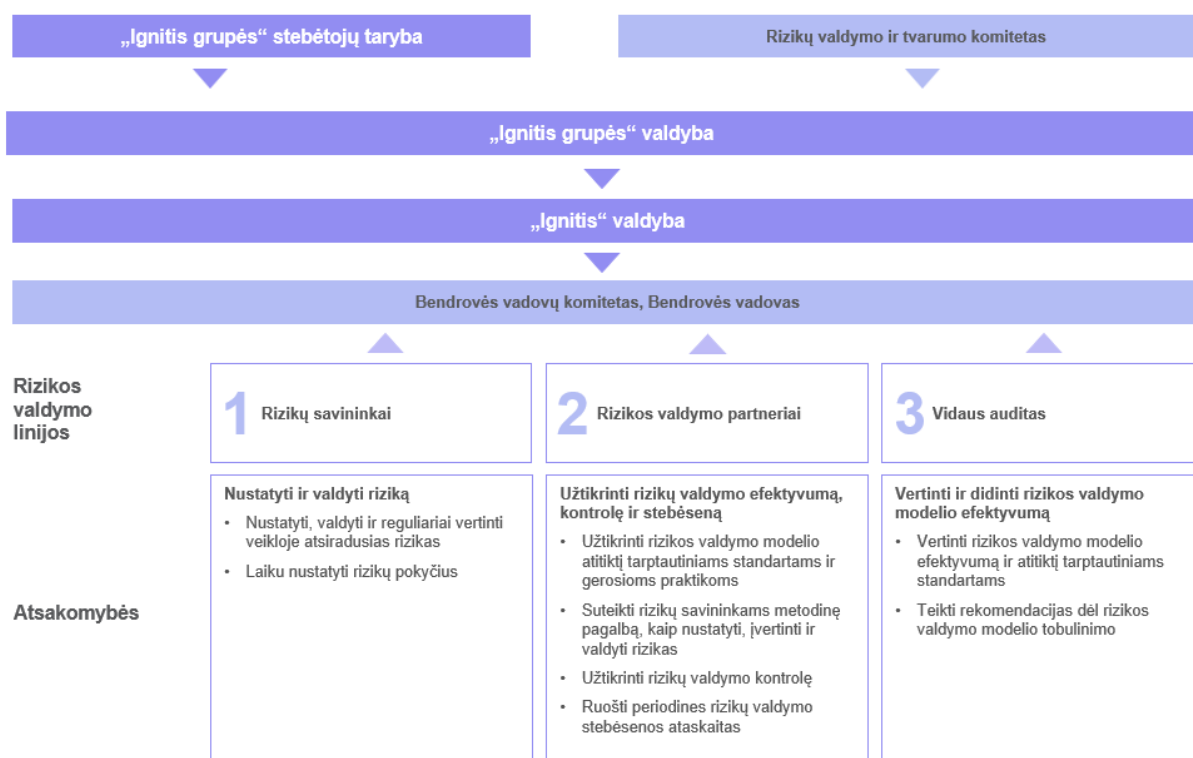 „Ignitis grupės“ stebėtojų taryba
Rizikų valdymo ir tvarumo komitetas
„Ignitis grupės“ valdyba
„Ignitis“ valdyba
Bendrovės vadovų komitetas, Bendrovės vadovas
Rizikos
valdymo
linijos
1 Rizikų savininkai
2 Rizikos valdymo partneriai
3 Vidaus auditas
Atsakomybės
Nustatyti ir valdyti riziką
• Nustatyti, valdyti ir reguliariai vertinti
veikloje atsiradusias rizikas
• Laiku nustatyti rizikų pokyčius
Užtikrinti rizikų valdymo efektyvumą,
kontrolę ir stebėseną
• Užtikrinti rizikos valdymo modelio
atitiktį tarptautiniams standartams ir
gerosioms praktikoms
• Suteikti rizikų savininkams metodinę
pagalbą, kaip nustatyti, įvertinti ir
valdyti rizikas
• Užtikrinti rizikų valdymo kontrolę
• Ruošti periodines rizikų valdymo
stebėsenos ataskaitas
Vertinti ir didinti rizikos valdymo
modelio efektyvumą
• Vertinti rizikos valdymo modelio
efektyvumą ir atitiktį tarptautiniams
standartams
• Teikti rekomendacijas dėl rizikos
valdymo modelio tobulinimo